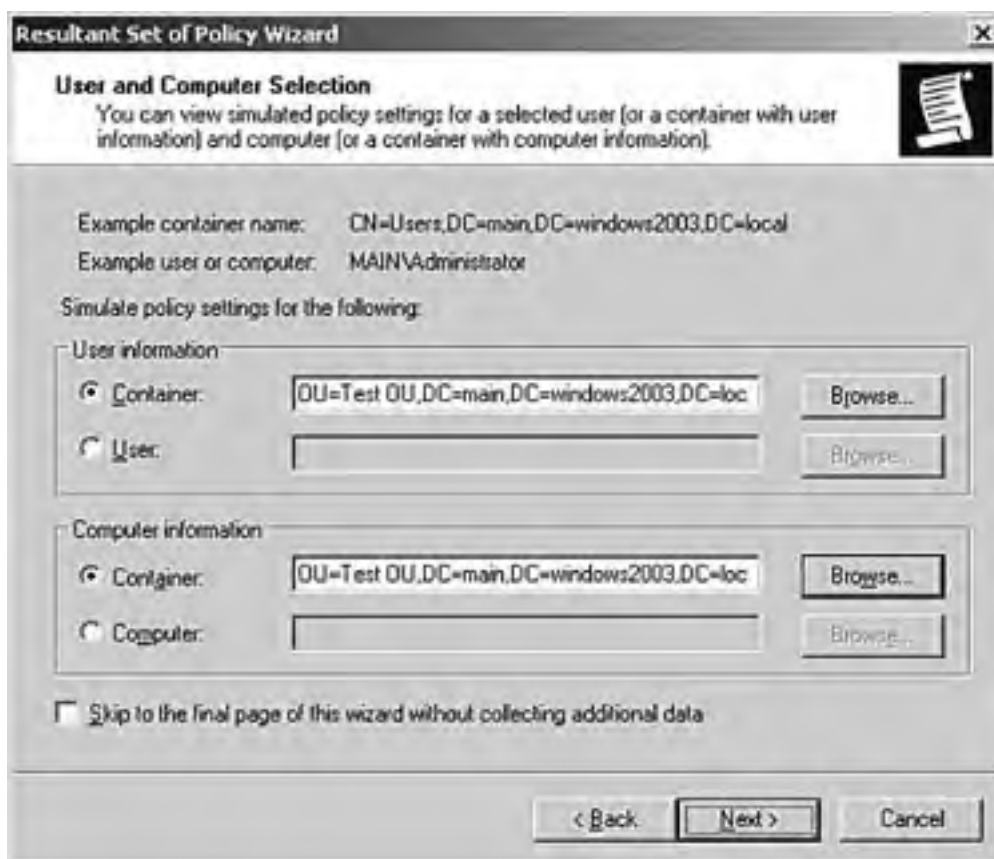 Resultant Set of Policy Wizard
User and Computer Selection
You can view simulated policy settings for a selected user (or a container with user
information) and computer (or a container with computer information).
Example container name: CN=Users,DC=main,DC=windows2003,DC=local
Example user or computer: MAIN\Administrator
Simulate policy settings for the following:
User information
Container: OU=Test OU,DC=main,DC=windows2003,DC=loc Browse...
User: Browse...
Computer information
Container: OU=Test OU,DC=main,DC=windows2003,DC=loc Browse...
Computer: Browse...
Skip to the final page of this wizard without collecting additional data
< Back Next > Cancel